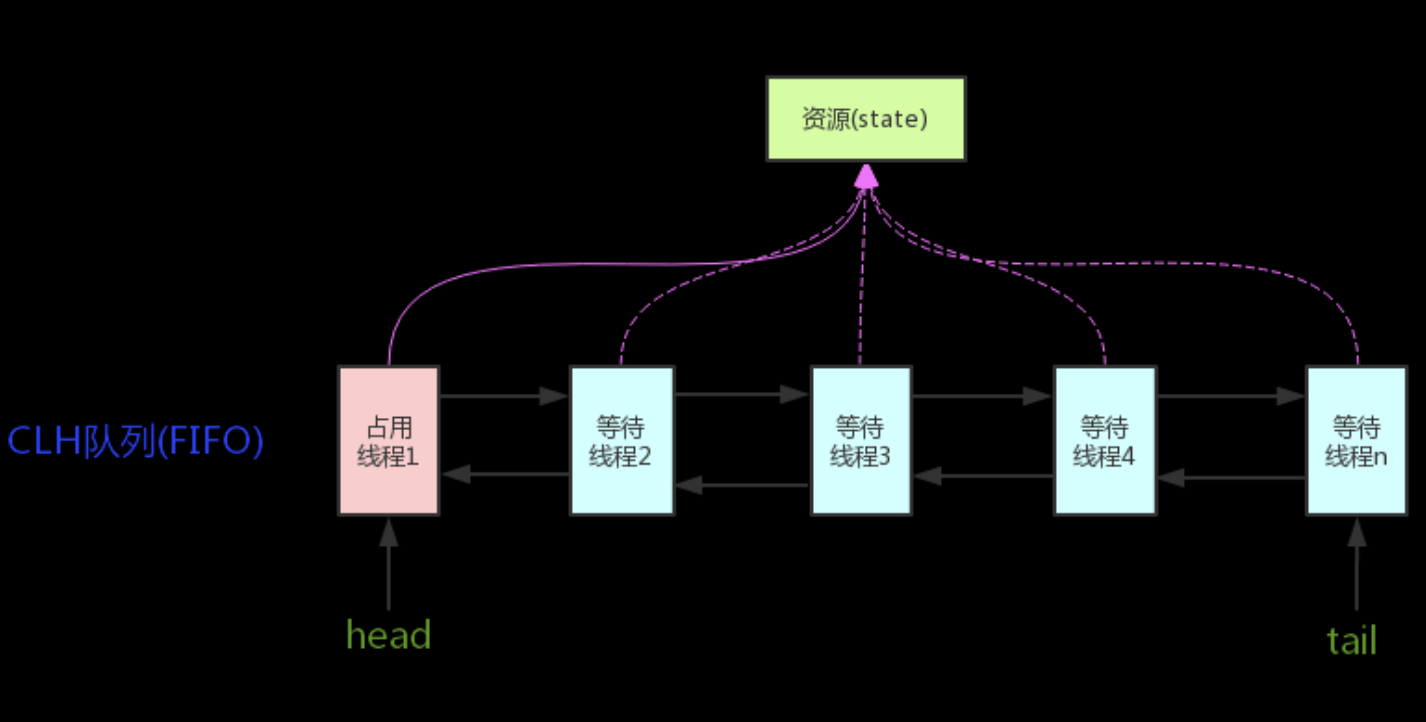 资源(state)
CLH队列(FIFO)
占用
线程1
等待
线程2
等待
线程3
等待
线程4
等待
线程n
head
tail